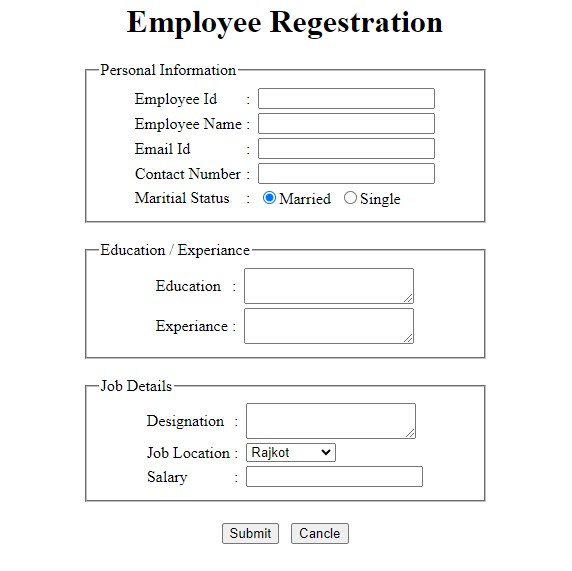 Employee Regestration
Personal Information
Employee Id :
Employee Name :
Email Id :
Contact Number :
Maritial Status : Married Single
Education / Experiance
Education :
Experiance :
Job Details
Designation :
Job Location : Rajkot
Salary :
Submit Cancle